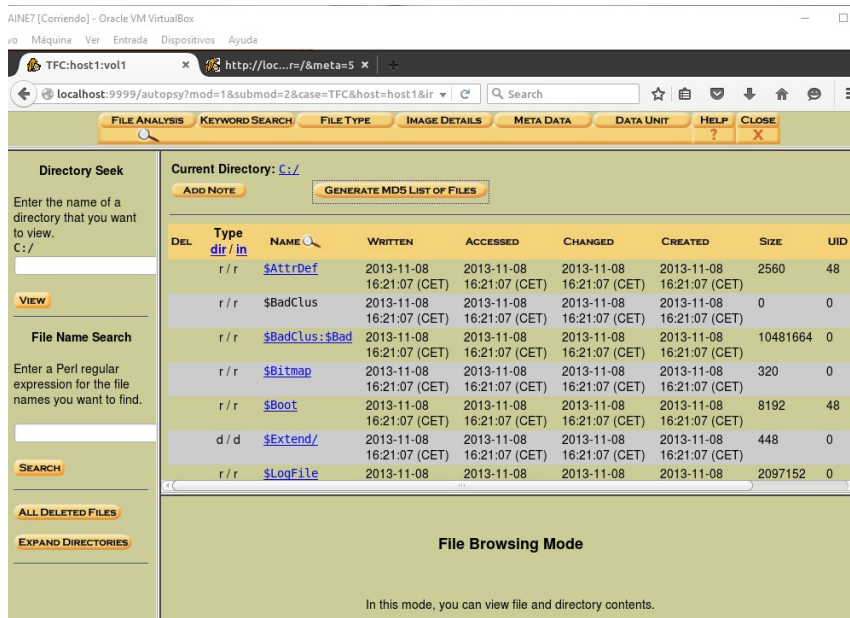 AINE7 [Corriendo] - Oracle VM VirtualBox
vo Máquina Ver Entrada Dispositivos Ayuda
TFC:host1:vol1 × http://loc...r=/&meta=5 ×
localhost:9999/autopsy?mod=1&submod=2&case=TFC&host=host1&ir Search
FILE ANALYSIS KEYWORD SEARCH FILE TYPE IMAGE DETAILS META DATA DATA UNIT HELP CLOSE
? X
Directory Seek
Enter the name of a
directory that you want
to view.
C:/
VIEW
File Name Search
Enter a Perl regular
expression for the file
names you want to find.
SEARCH
ALL DELETED FILES
EXPAND DIRECTORIES
Current Directory: C:/
ADD NOTE GENERATE MD5 LIST OF FILES
DEL Type NAME WRITTEN ACCESSED CHANGED CREATED SIZE UID
dir / in
r / r $AttrDef 2013-11-08 2013-11-08 2013-11-08 2013-11-08 2560 48
16:21:07 (CET) 16:21:07 (CET) 16:21:07 (CET) 16:21:07 (CET)
r / r $BadClus 2013-11-08 2013-11-08 2013-11-08 2013-11-08 0 0
16:21:07 (CET) 16:21:07 (CET) 16:21:07 (CET) 16:21:07 (CET)
r / r $BadClus:$Bad 2013-11-08 2013-11-08 2013-11-08 2013-11-08 10481664 0
16:21:07 (CET) 16:21:07 (CET) 16:21:07 (CET) 16:21:07 (CET)
r / r $Bitmap 2013-11-08 2013-11-08 2013-11-08 2013-11-08 320 0
16:21:07 (CET) 16:21:07 (CET) 16:21:07 (CET) 16:21:07 (CET)
r / r $Boot 2013-11-08 2013-11-08 2013-11-08 2013-11-08 8192 48
16:21:07 (CET) 16:21:07 (CET) 16:21:07 (CET) 16:21:07 (CET)
d / d $Extend/ 2013-11-08 2013-11-08 2013-11-08 2013-11-08 448 0
16:21:07 (CET) 16:21:07 (CET) 16:21:07 (CET) 16:21:07 (CET)
r / r $LogFile 2013-11-08 2013-11-08 2013-11-08 2013-11-08 2097152 0
File Browsing Mode
In this mode, you can view file and directory contents.